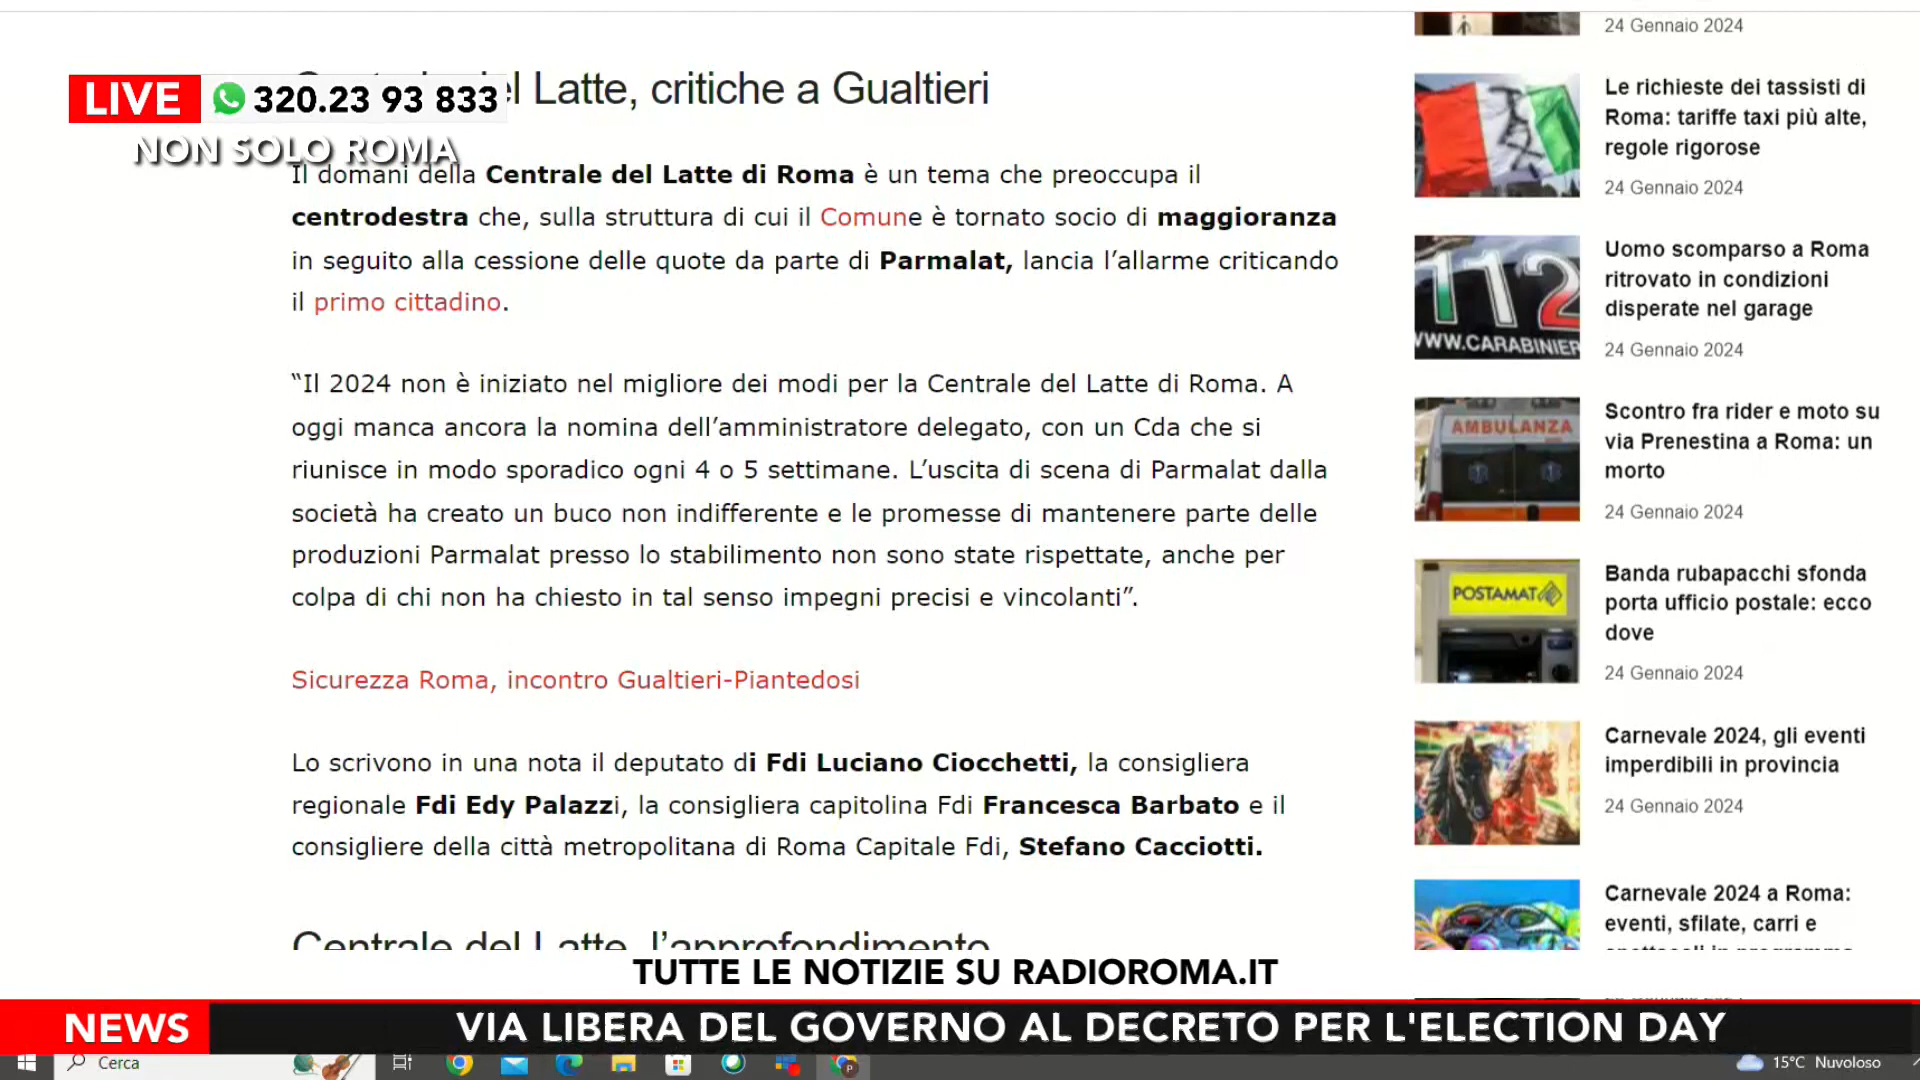 LIVE 320.23 93 833
NON SOLO ROMA
del Latte, critiche a Gualtieri
Il domani della Centrale del Latte di Roma è un tema che preoccupa il
centrodestra che, sulla struttura di cui il Comune è tornato socio di maggioranza
in seguito alla cessione delle quote da parte di Parmalat, lancia l’allarme criticando
il primo cittadino.
“Il 2024 non è iniziato nel migliore dei modi per la Centrale del Latte di Roma. A
oggi manca ancora la nomina dell’amministratore delegato, con un Cda che si
riunisce in modo sporadico ogni 4 o 5 settimane. L’uscita di scena di Parmalat dalla
società ha creato un buco non indifferente e le promesse di mantenere parte delle
produzioni Parmalat presso lo stabilimento non sono state rispettate, anche per
colpa di chi non ha chiesto in tal senso impegni precisi e vincolanti”.
Sicurezza Roma, incontro Gualtieri-Piantedosi
Lo scrivono in una nota il deputato di Fdi Luciano Ciocchetti, la consigliera
regionale Fdi Edy Palazzi, la consigliera capitolina Fdi Francesca Barbato e il
consigliere della città metropolitana di Roma Capitale Fdi, Stefano Cacciotti.
Centrale del Latte, l’approfondimento
24 Gennaio 2024
Le richieste dei tassisti di
Roma: tariffe taxi più alte,
regole rigorose
24 Gennaio 2024
112
WWW.CARABINIER
Uomo scomparso a Roma
ritrovato in condizioni
disperate nel garage
24 Gennaio 2024
AMBULANZA
Scontro fra rider e moto su
via Prenestina a Roma: un
morto
24 Gennaio 2024
POSTAMAT
Banda rubapacchi sfonda
porta ufficio postale: ecco
dove
24 Gennaio 2024
Carnevale 2024, gli eventi
imperdibili in provincia
24 Gennaio 2024
Carnevale 2024 a Roma:
eventi, sfilate, carri e
spettacoli in programma
TUTTE LE NOTIZIE SU RADIOROMA.IT
NEWS VIA LIBERA DEL GOVERNO AL DECRETO PER L'ELECTION DAY
Cerca
15°C Nuvoloso